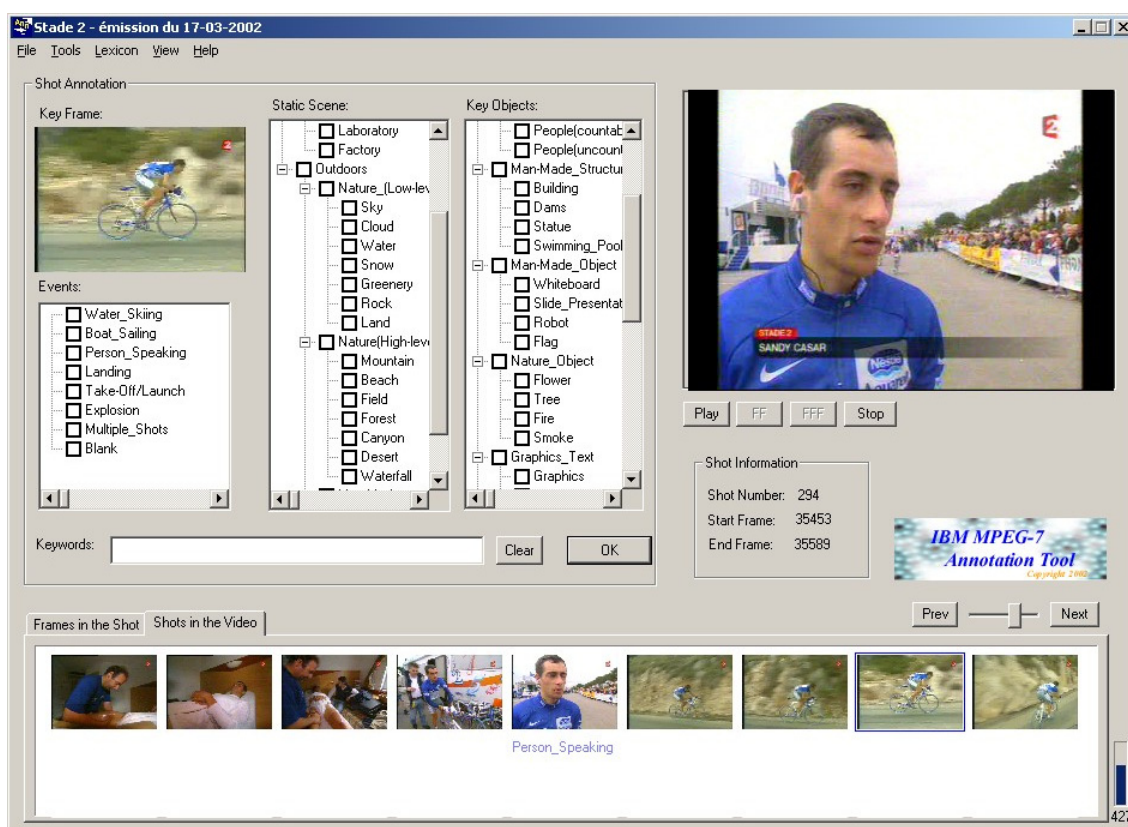 Stade 2 - émission du 17-03-2002
File Tools Lexicon View Help
Shot Annotation
Key Frame:
Events:
Water_Skiing
Boat_Sailing
Person_Speaking
Landing
Take-Off/Launch
Explosion
Multiple_Shots
Blank
Static Scene:
Laboratory
Factory
Outdoors
Nature_(Low-lev
Sky
Cloud
Water
Snow
Greenery
Rock
Land
Nature(High-leve
Mountain
Beach
Field
Forest
Canyon
Desert
Waterfall
Key Objects:
People(countab
People(uncount
Man-Made_Structur
Building
Dams
Statue
Swimming_Pool
Man-Made_Object
Whiteboard
Slide_Presentat
Robot
Flag
Nature_Object
Flower
Tree
Fire
Smoke
Graphics_Text
Graphics
Keywords:
Clear OK
2
STADE 2
SANDY CASAR
Nestlé
Play FF FFF Stop
Shot Information
Shot Number: 294
Start Frame: 35453
End Frame: 35589
IBM MPEG-7
Annotation Tool
Copyright 2002
Prev Next
Frames in the Shot Shots in the Video
Person_Speaking
427